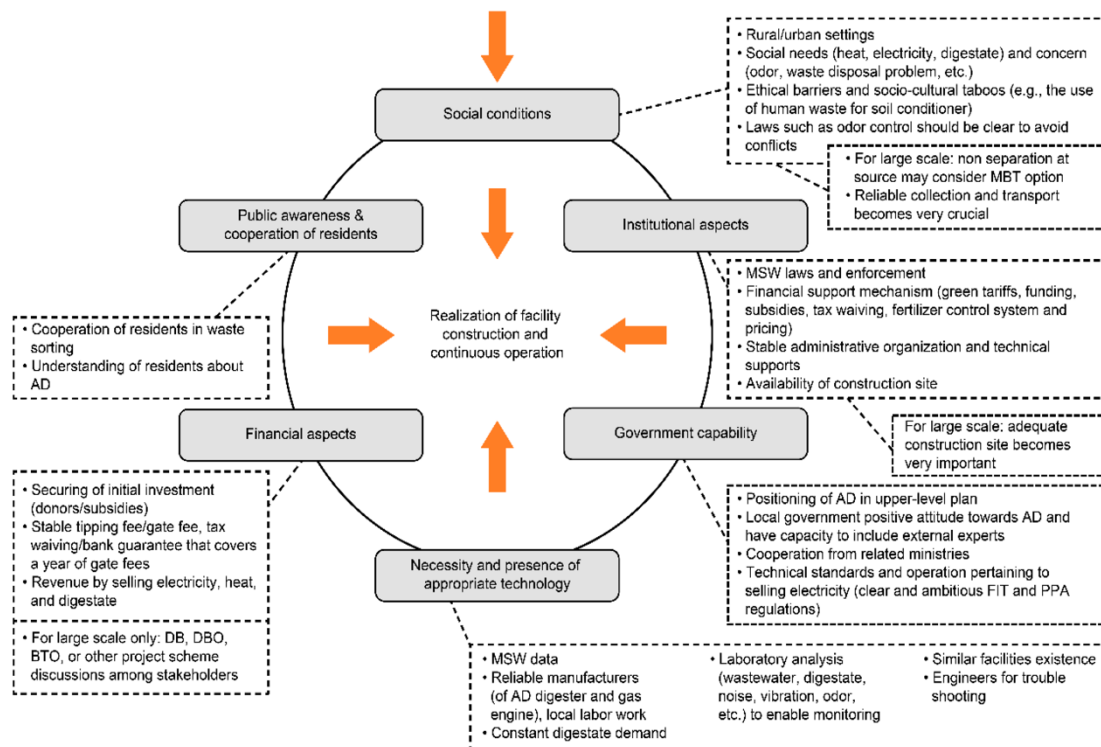 Social conditions
• Rural/urban settings
• Social needs (heat, electricity, digestate) and concern
(odor, waste disposal problem, etc.)
• Ethical barriers and socio-cultural taboos (e.g., the use
of human waste for soil conditioner)
• Laws such as odor control should be clear to avoid
conflicts
• For large scale: non separation at
source may consider MBT option
• Reliable collection and transport
becomes very crucial
Public awareness &
cooperation of residents
• Cooperation of residents in waste
sorting
• Understanding of residents about
AD
Institutional aspects
• MSW laws and enforcement
• Financial support mechanism (green tariffs, funding,
subsidies, tax waiving, fertilizer control system and
pricing)
• Stable administrative organization and technical
supports
• Availability of construction site
For large scale: adequate
construction site becomes
very important
Realization of facility
construction and
continuous operation
Financial aspects
• Securing of initial investment
(donors/subsidies)
• Stable tipping fee/gate fee, tax
waiving/bank guarantee that covers
a year of gate fees
• Revenue by selling electricity, heat,
and digestate
• For large scale only: DB, DBO,
BTO, or other project scheme
discussions among stakeholders
Government capability
• Positioning of AD in upper-level plan
• Local government positive attitude towards AD and
have capacity to include external experts
• Cooperation from related ministries
• Technical standards and operation pertaining to
selling electricity (clear and ambitious FIT and PPA
regulations)
Necessity and presence of
appropriate technology
• MSW data
• Reliable manufacturers
(of AD digester and gas
engine), local labor work
• Constant digestate demand
• Laboratory analysis
(wastewater, digestate,
noise, vibration, odor,
etc.) to enable monitoring
• Similar facilities existence
• Engineers for trouble
shooting